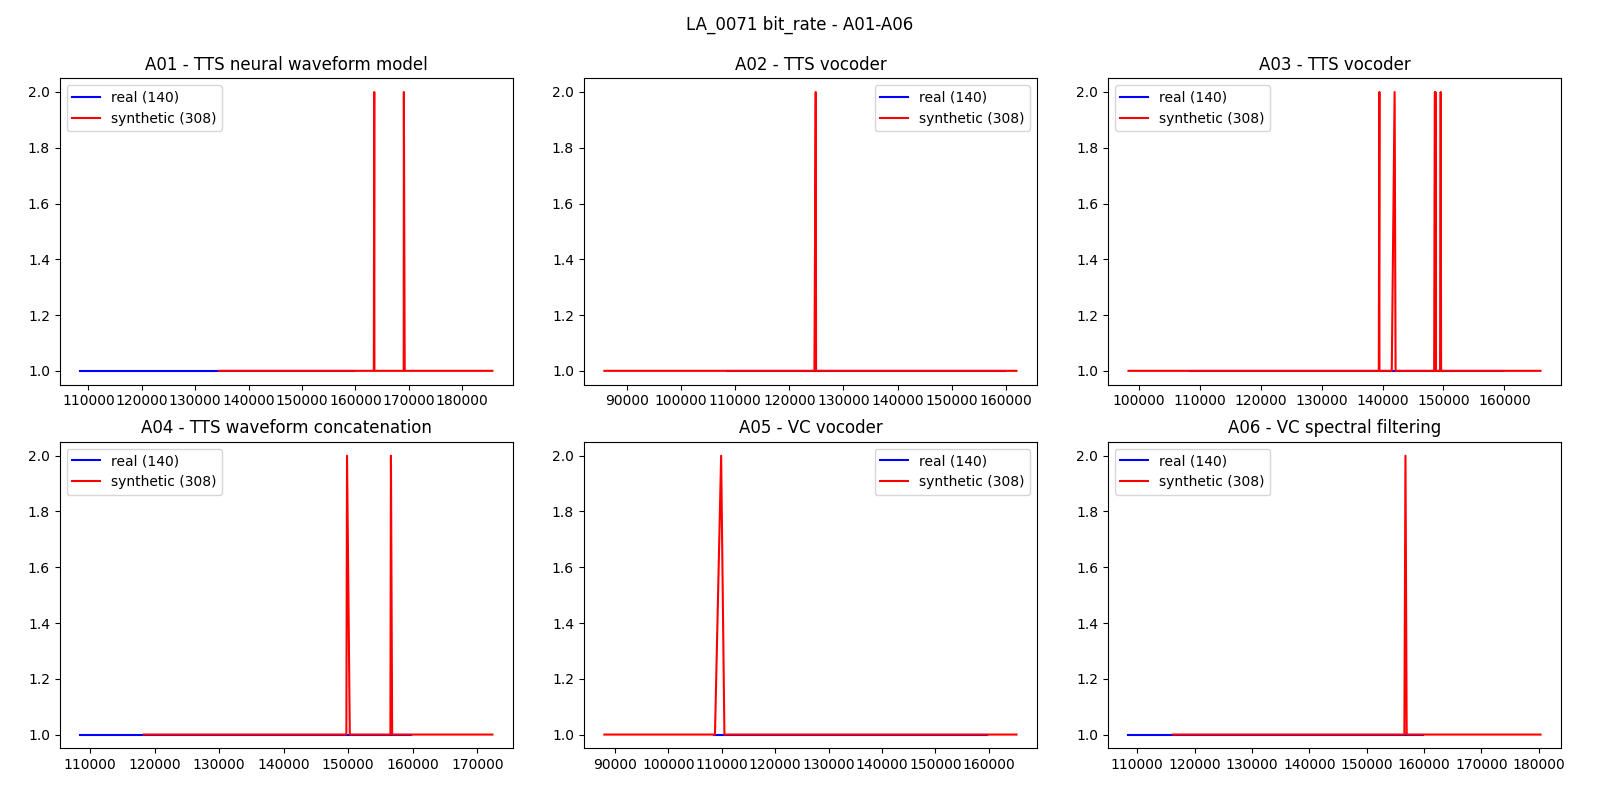 LA_0071 bit_rate - A01-A06
A01 - TTS neural waveform model
real (140)
synthetic (308)
2.0
1.8
1.6
1.4
1.2
1.0
110000 120000 130000 140000 150000 160000 170000 180000
A02 - TTS vocoder
real (140)
synthetic (308)
2.0
1.8
1.6
1.4
1.2
1.0
90000 100000 110000 120000 130000 140000 150000 160000
A03 - TTS vocoder
real (140)
synthetic (308)
2.0
1.8
1.6
1.4
1.2
1.0
100000 110000 120000 130000 140000 150000 160000
A04 - TTS waveform concatenation
real (140)
synthetic (308)
2.0
1.8
1.6
1.4
1.2
1.0
110000 120000 130000 140000 150000 160000 170000
A05 - VC vocoder
real (140)
synthetic (308)
2.0
1.8
1.6
1.4
1.2
1.0
90000 100000 110000 120000 130000 140000 150000 160000
A06 - VC spectral filtering
real (140)
synthetic (308)
2.0
1.8
1.6
1.4
1.2
1.0
110000 120000 130000 140000 150000 160000 170000 180000